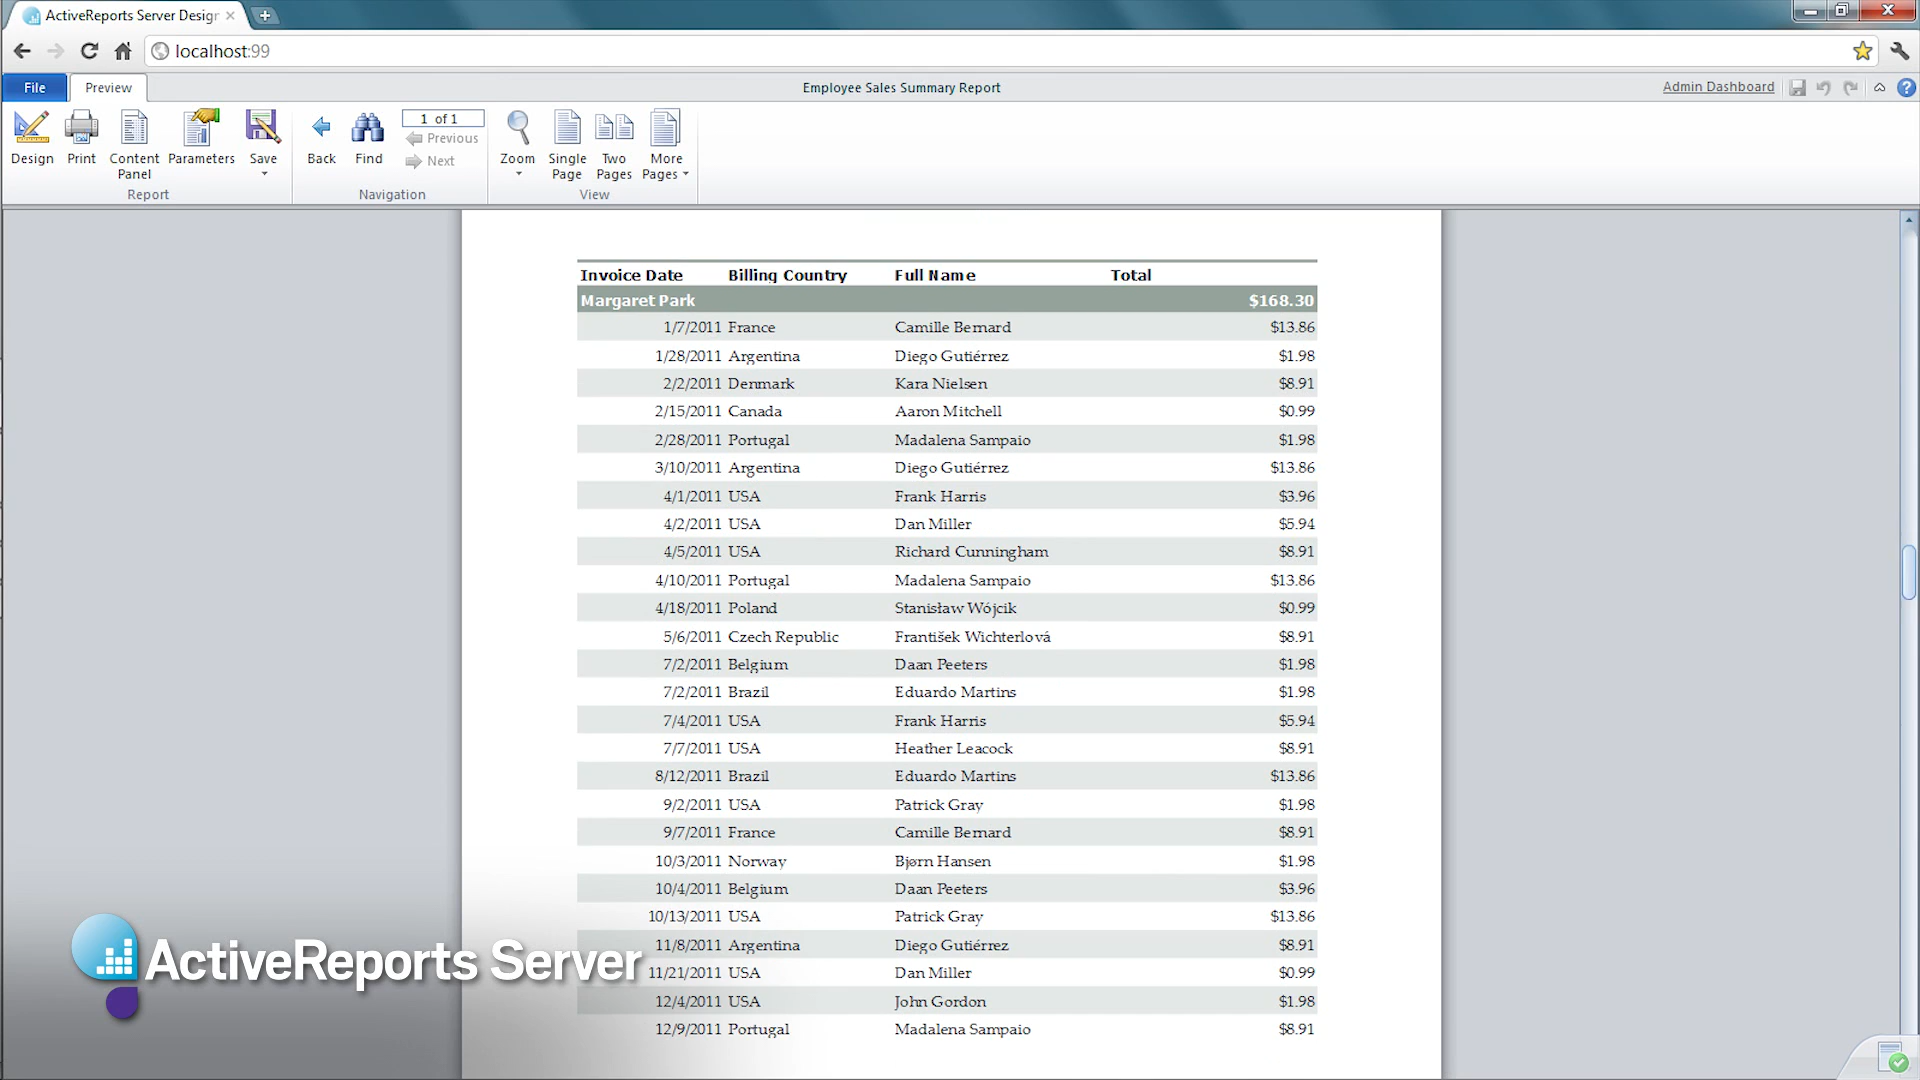 ActiveReports Server Desigr
localhost:99
File Preview Employee Sales Summary Report Admin Dashboard
1 of 1
Previous
Next
Design Print Content Panel Parameters Save Back Find Zoom Single Page Two Pages More Pages
Report Navigation View
Invoice Date Billing Country Full Name Total
Margaret Park $168.30
1/7/2011 France Camille Bernard $13.86
1/28/2011 Argentina Diego Gutiérrez $1.98
2/2/2011 Denmark Kara Nielsen $8.91
2/15/2011 Canada Aaron Mitchell $0.99
2/28/2011 Portugal Madalena Sampaio $1.98
3/10/2011 Argentina Diego Gutiérrez $13.86
4/1/2011 USA Frank Harris $3.96
4/2/2011 USA Dan Miller $5.94
4/5/2011 USA Richard Cunningham $8.91
4/10/2011 Portugal Madalena Sampaio $13.86
4/18/2011 Poland Stanisław Wójcik $0.99
5/6/2011 Czech Republic František Wichterlová $8.91
7/2/2011 Belgium Daan Peeters $1.98
7/2/2011 Brazil Eduardo Martins $1.98
7/4/2011 USA Frank Harris $5.94
7/7/2011 USA Heather Leacock $8.91
8/12/2011 Brazil Eduardo Martins $13.86
9/2/2011 USA Patrick Gray $1.98
9/7/2011 France Camille Bernard $8.91
10/3/2011 Norway Bjørn Hansen $1.98
10/4/2011 Belgium Daan Peeters $3.96
10/13/2011 USA Patrick Gray $13.86
11/8/2011 Argentina Diego Gutiérrez $8.91
ActiveReports Server
11/21/2011 USA Dan Miller $0.99
12/4/2011 USA John Gordon $1.98
12/9/2011 Portugal Madalena Sampaio $8.91